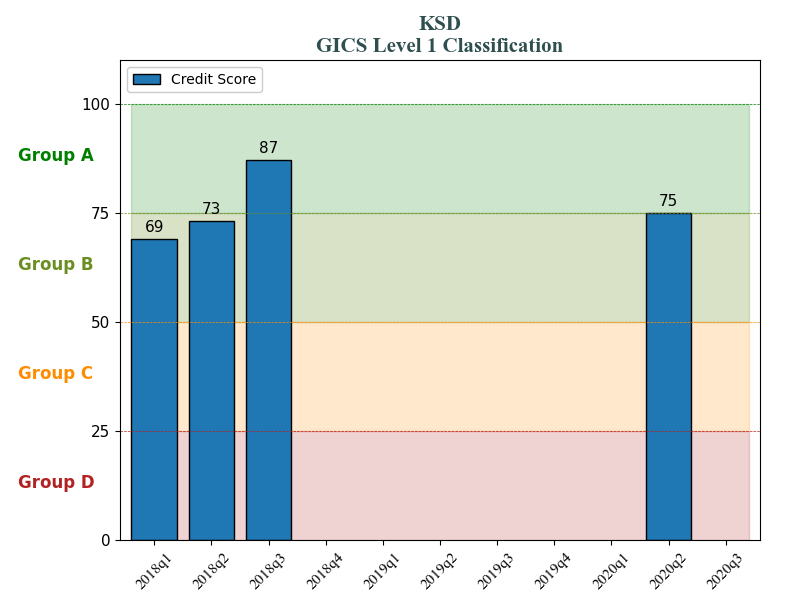 KSD
GICS Level 1 Classification
Credit Score
100
Group A
87
75
73
75
69
Group B
50
Group C
25
Group D
0
2018q1
2018q2
2018q3
2018q4
2019q1
2019q2
2019q3
2019q4
2020q1
2020q2
2020q3